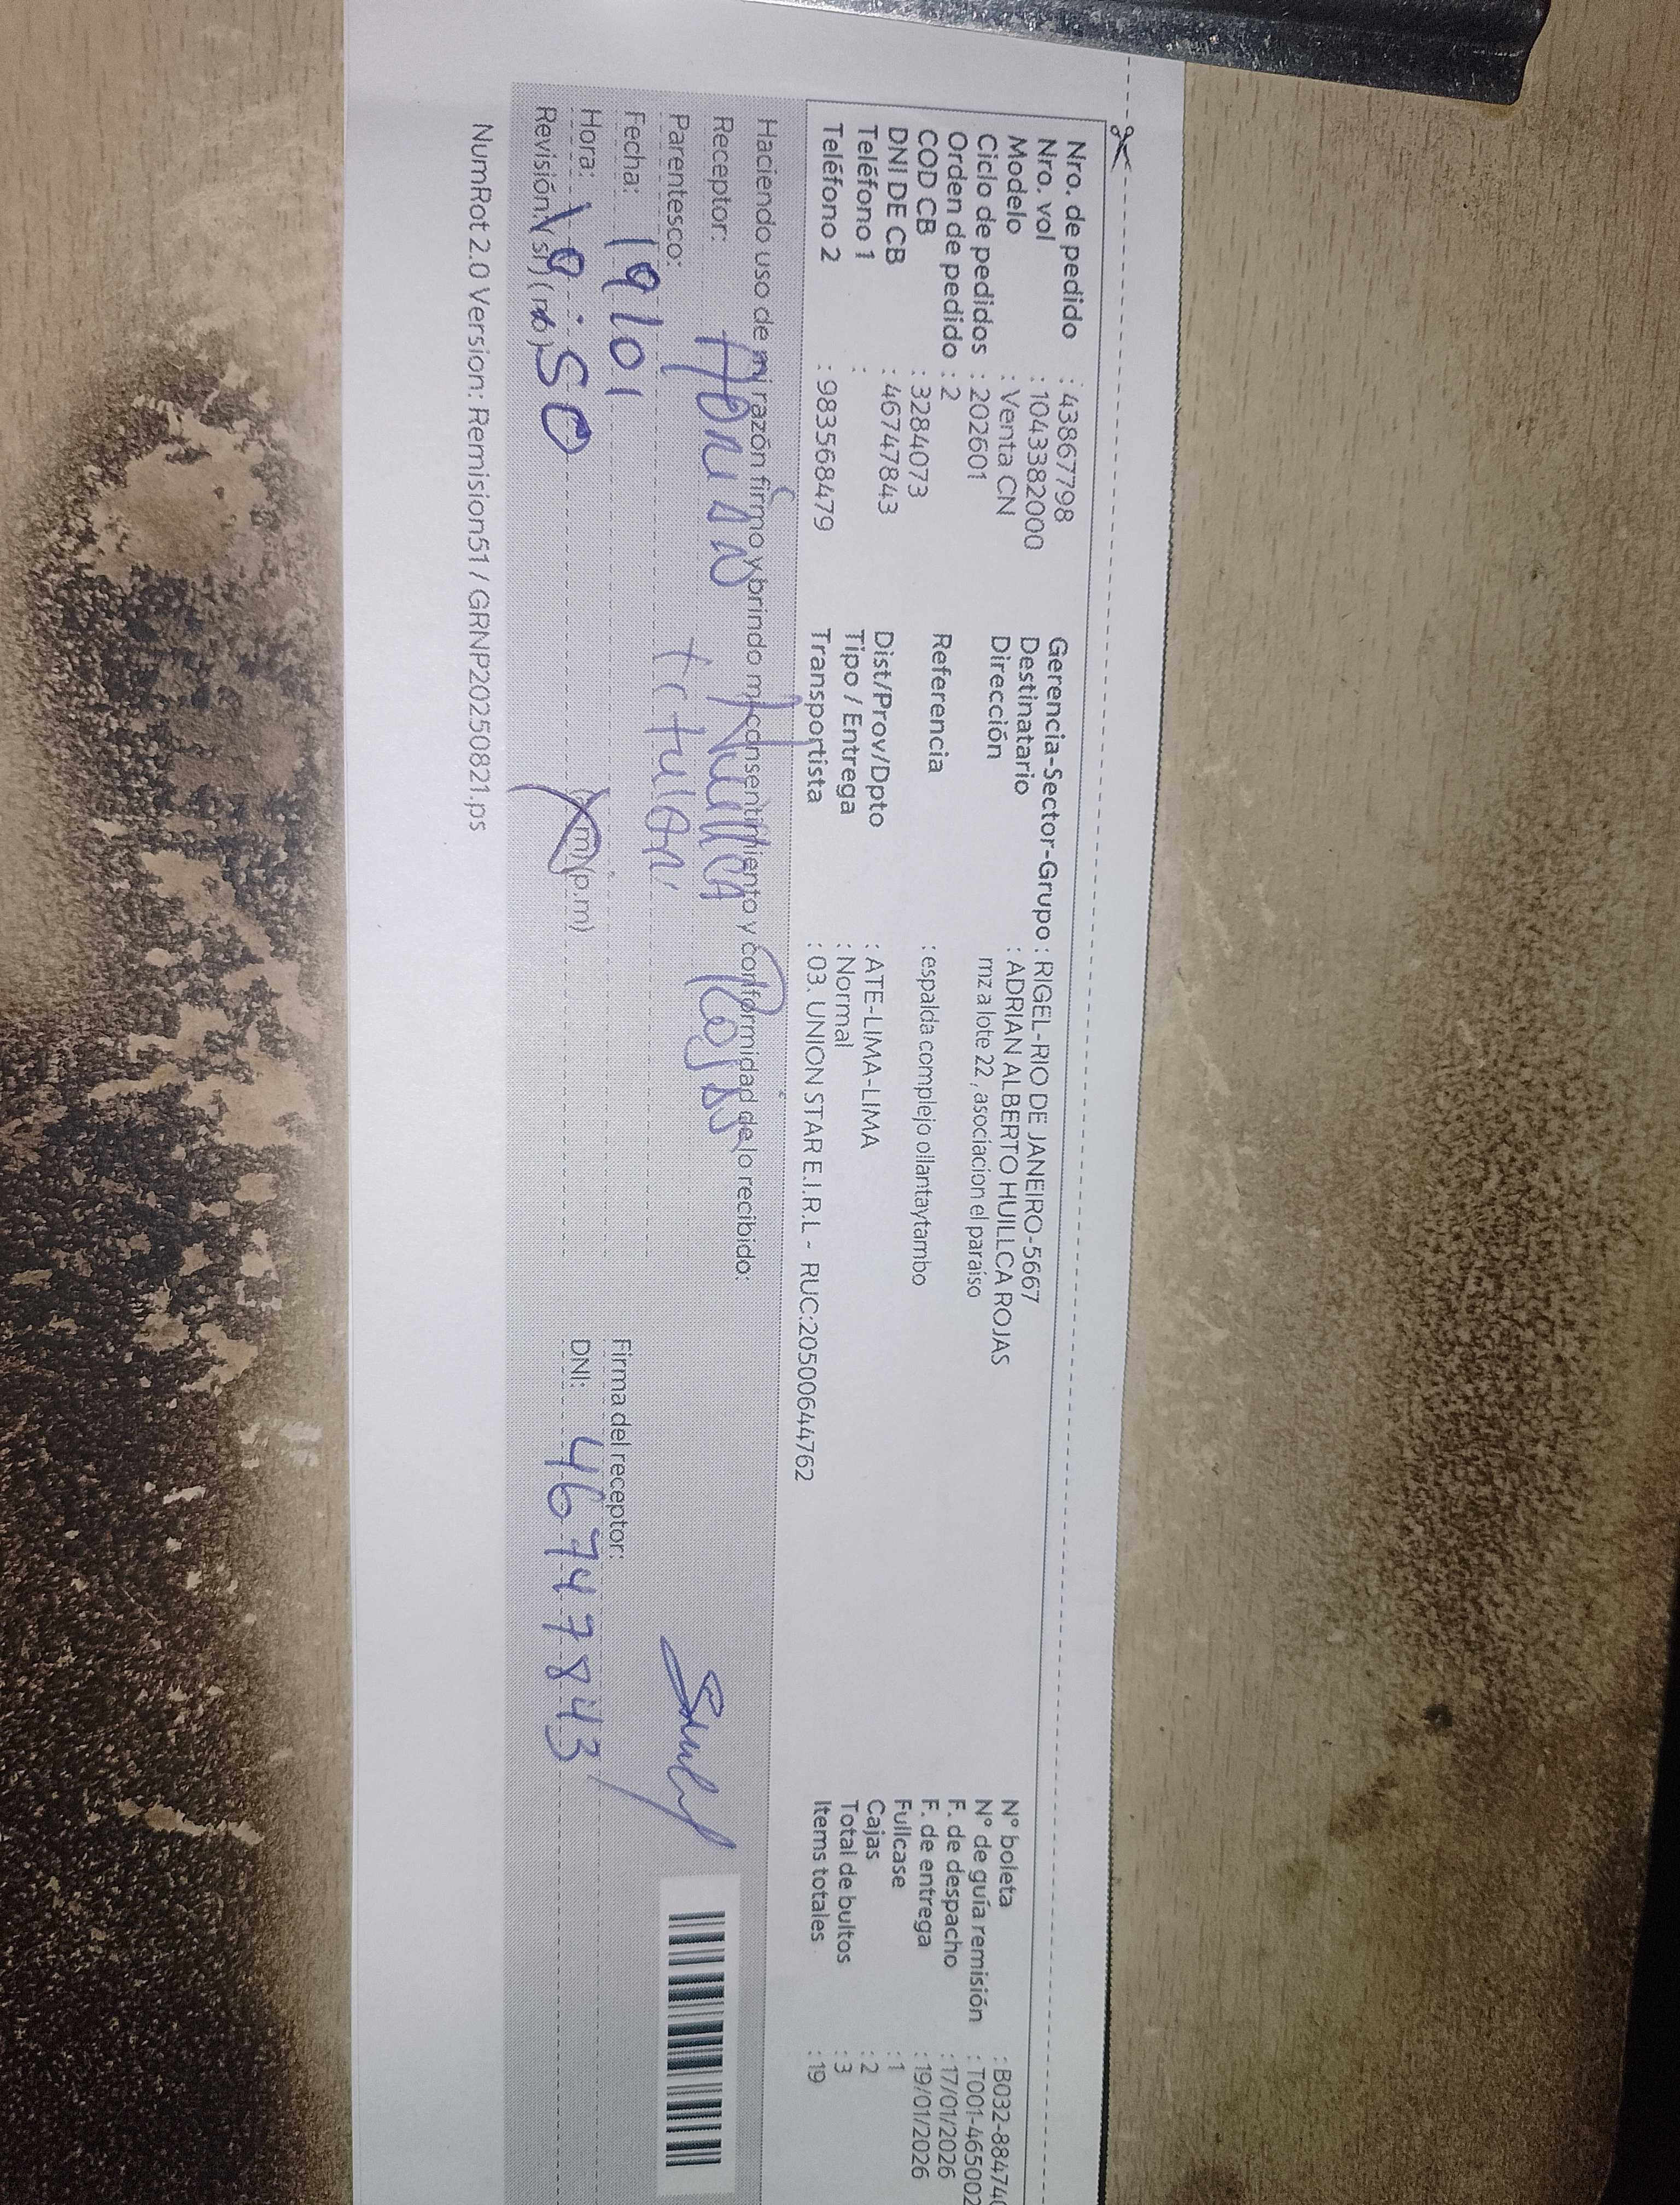 Nro. de pedido : 43867798
Nro. vol : 1043382000
Modelo : Venta CN
Ciclo de pedidos : 202601
Orden de pedido : 2
COD CB : 3284073
DNI DE CB : 46747843
Teléfono 1 :
Teléfono 2 : 983568479
Gerencia-Sector-Grupo : RIGEL-RIO DE JANEIRO-5667
Destinatario : ADRIAN ALBERTO HUILLCA ROJAS
Dirección mz a lote 22 , asociacion el paraiso
Referencia : espalda complejo ollantaytambo
Dist/Prov/Dpto : ATE-LIMA-LIMA
Tipo / Entrega : Normal
Transportista : 03. UNION STAR E.I.R.L - RUC:20500644762
N° boleta : B032-884740
N° de guía remisión : T001-465002
F. de despacho : 17/01/2026
F. de entrega : 19/01/2026
Fullcase : 1
Cajas : 2
Total de bultos : 3
Items totales : 19
Haciendo uso de mi razón firmo y brindo mi consentimiento y conformidad de lo recibido:
Receptor: Adrian Huillca Rojas
Parentesco: titular
Fecha: 19/01
Hora: 10:50 (a.m)(p.m)
Revisión: (si) (no)
Firma del receptor:
DNI: 46747843
NumRot 2.0 Version: Remision51 / GRNP20250821.ps